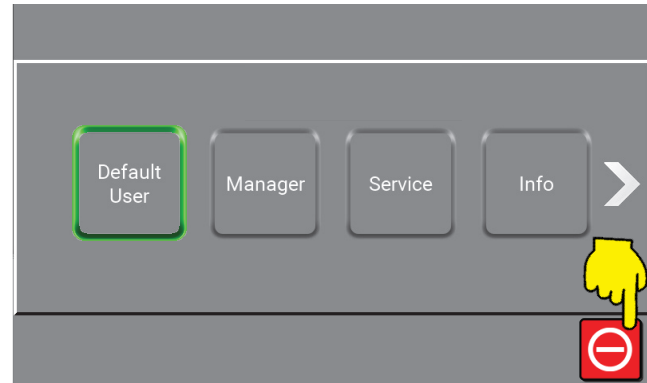 Default
User
Manager
Service
Info